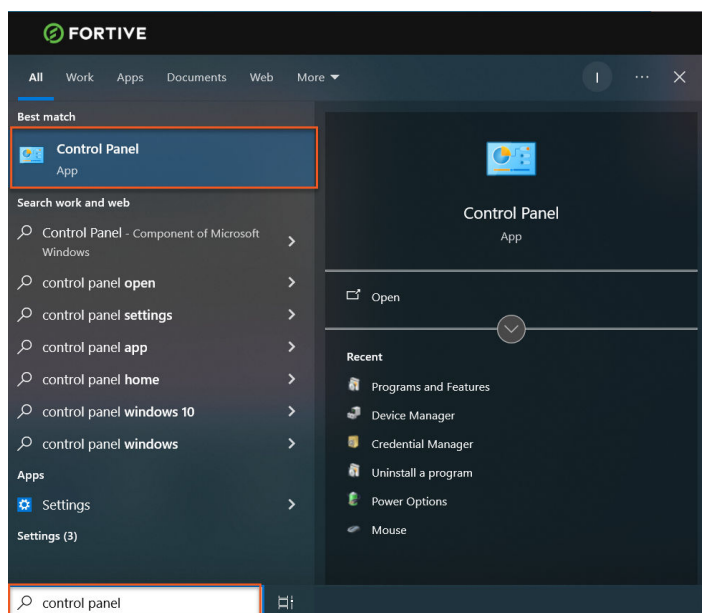 FORTIVE
All Work Apps Documents Web More
I ...
Best match
Control Panel
App
Search work and web
Control Panel - Component of Microsoft
Windows
control panel open
control panel settings
control panel app
control panel home
control panel windows 10
control panel windows
Apps
Settings
Settings (3)
control panel
Control Panel
App
Open
Recent
Programs and Features
Device Manager
Credential Manager
Uninstall a program
Power Options
Mouse